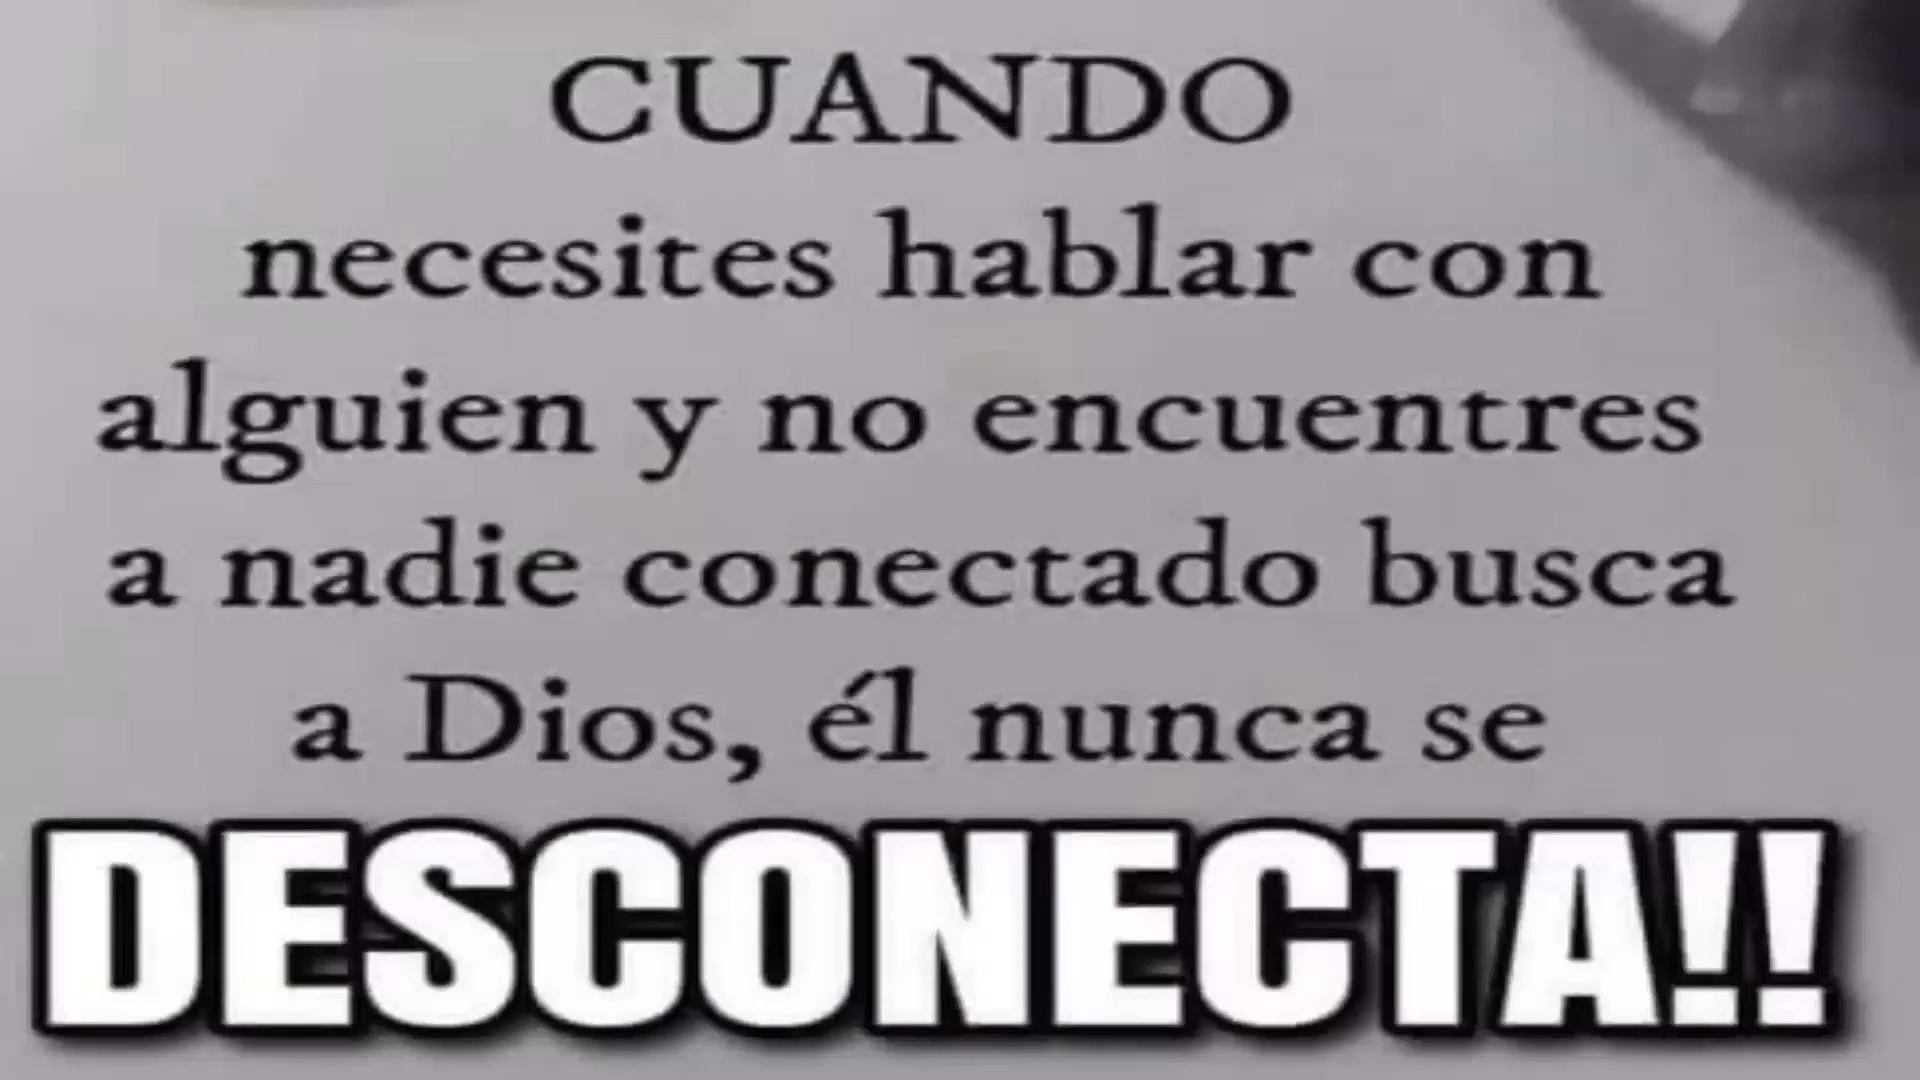 CUANDO
necesites hablar con
alguien y no encuentres
a nadie conectado busca
a Dios, él nunca se
DESCONECTA!!